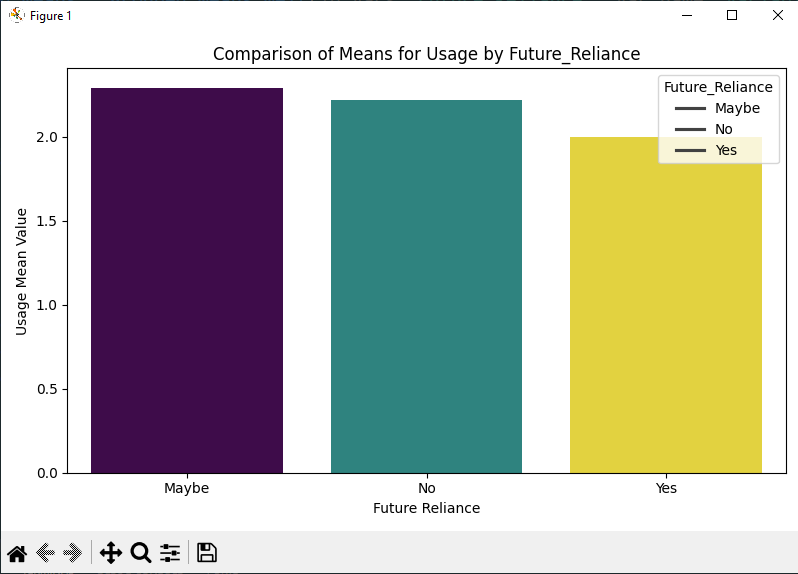 Figure 1
Comparison of Means for Usage by Future_Reliance
Future_Reliance
Maybe
No
Yes
2.0
1.5
1.0
0.5
0.0
Usage Mean Value
Maybe No Yes
Future Reliance